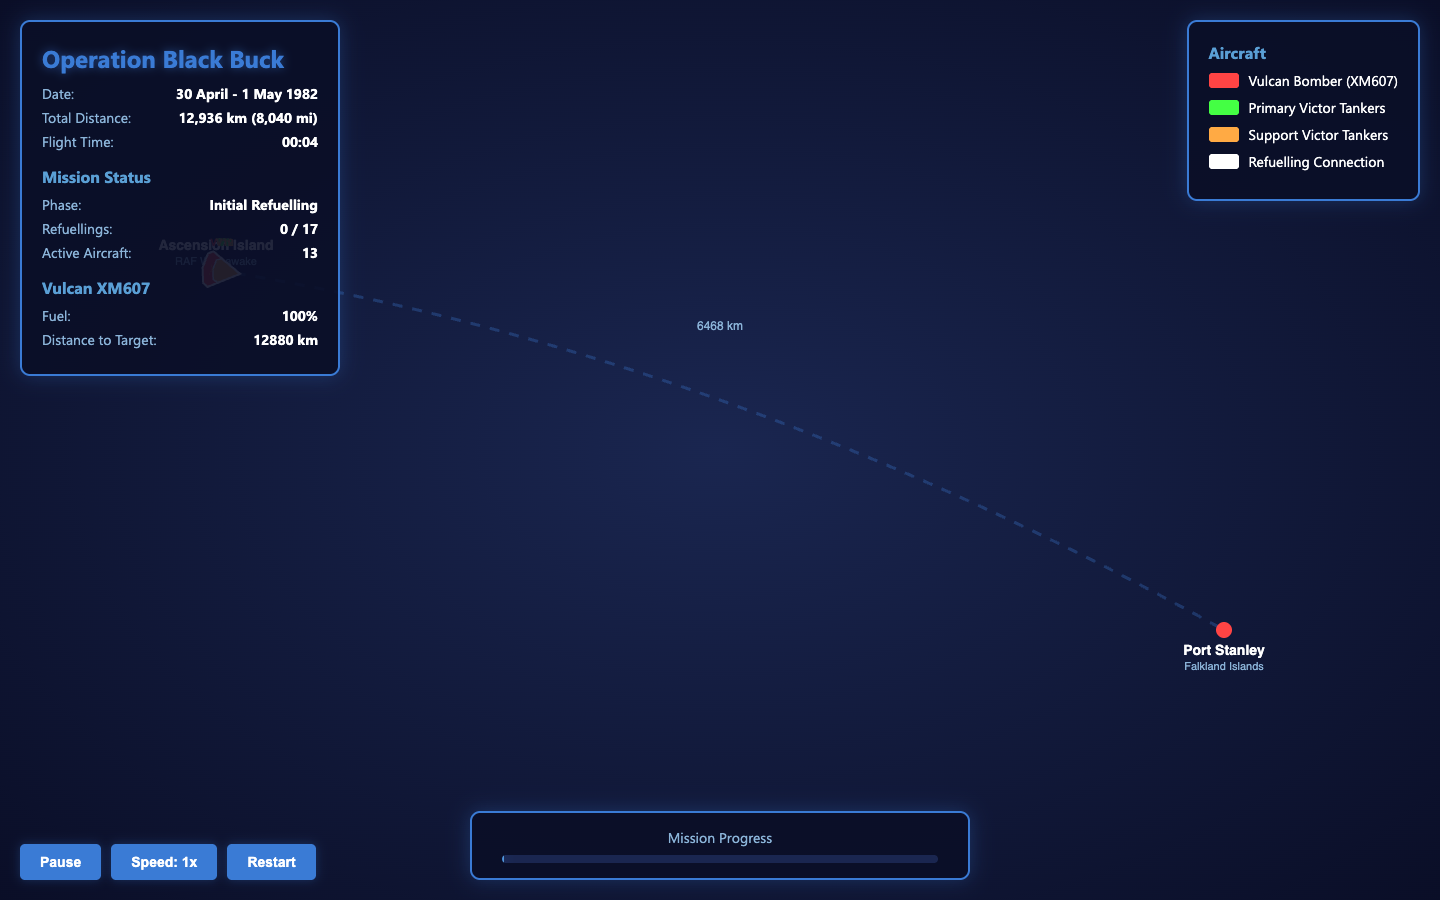 Operation Black Buck
Date: 30 April - 1 May 1982
Total Distance: 12,936 km (8,040 mi)
Flight Time: 00:04
Mission Status
Phase: Initial Refuelling
Refuellings: 0 / 17
Ascension Island
Active Aircraft: 13
RAF
Vulcan XM607
Fuel: 100%
Distance to Target: 12880 km
Aircraft
Vulcan Bomber (XM607)
Primary Victor Tankers
Support Victor Tankers
Refuelling Connection
6468 km
Port Stanley
Falkland Islands
Mission Progress
Pause
Speed: 1x
Restart